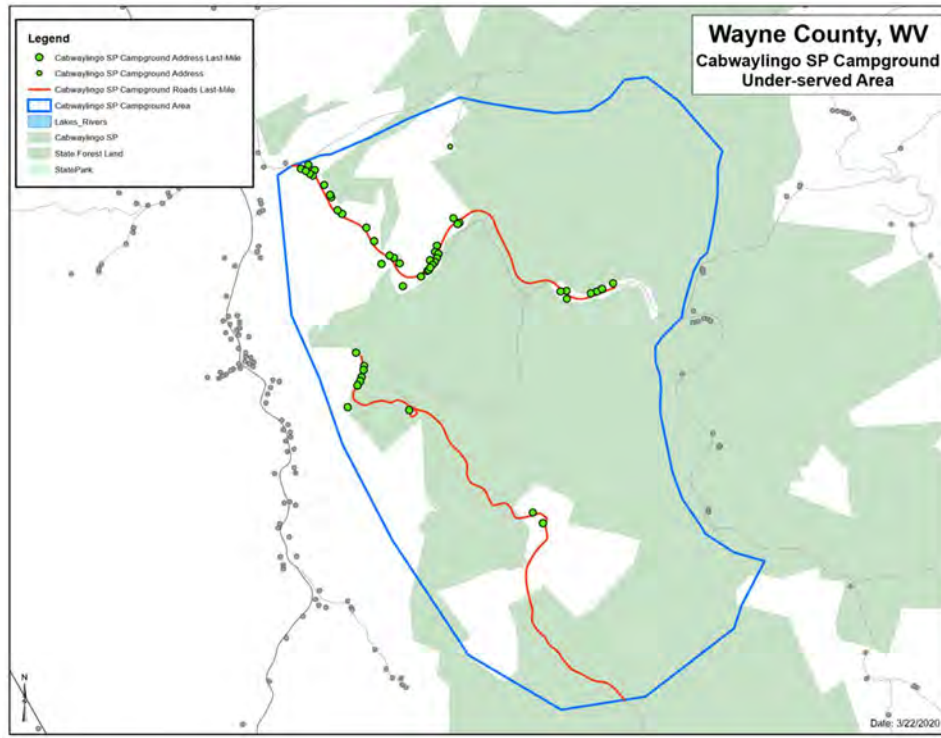 Wayne County, WV
Cabwaylingo SP Campground
Under-served Area
Legend
Cabwaylingo SP Campground Address Last-Mile
Cabwaylingo SP Campground Address
Cabwaylingo SP Campground Roads Last-Mile
Cabwaylingo SP Campground Area
Lakes_Rivers
Cabwaylingo SP
State Forest Land
StatePark
N
Date: 3/22/2020